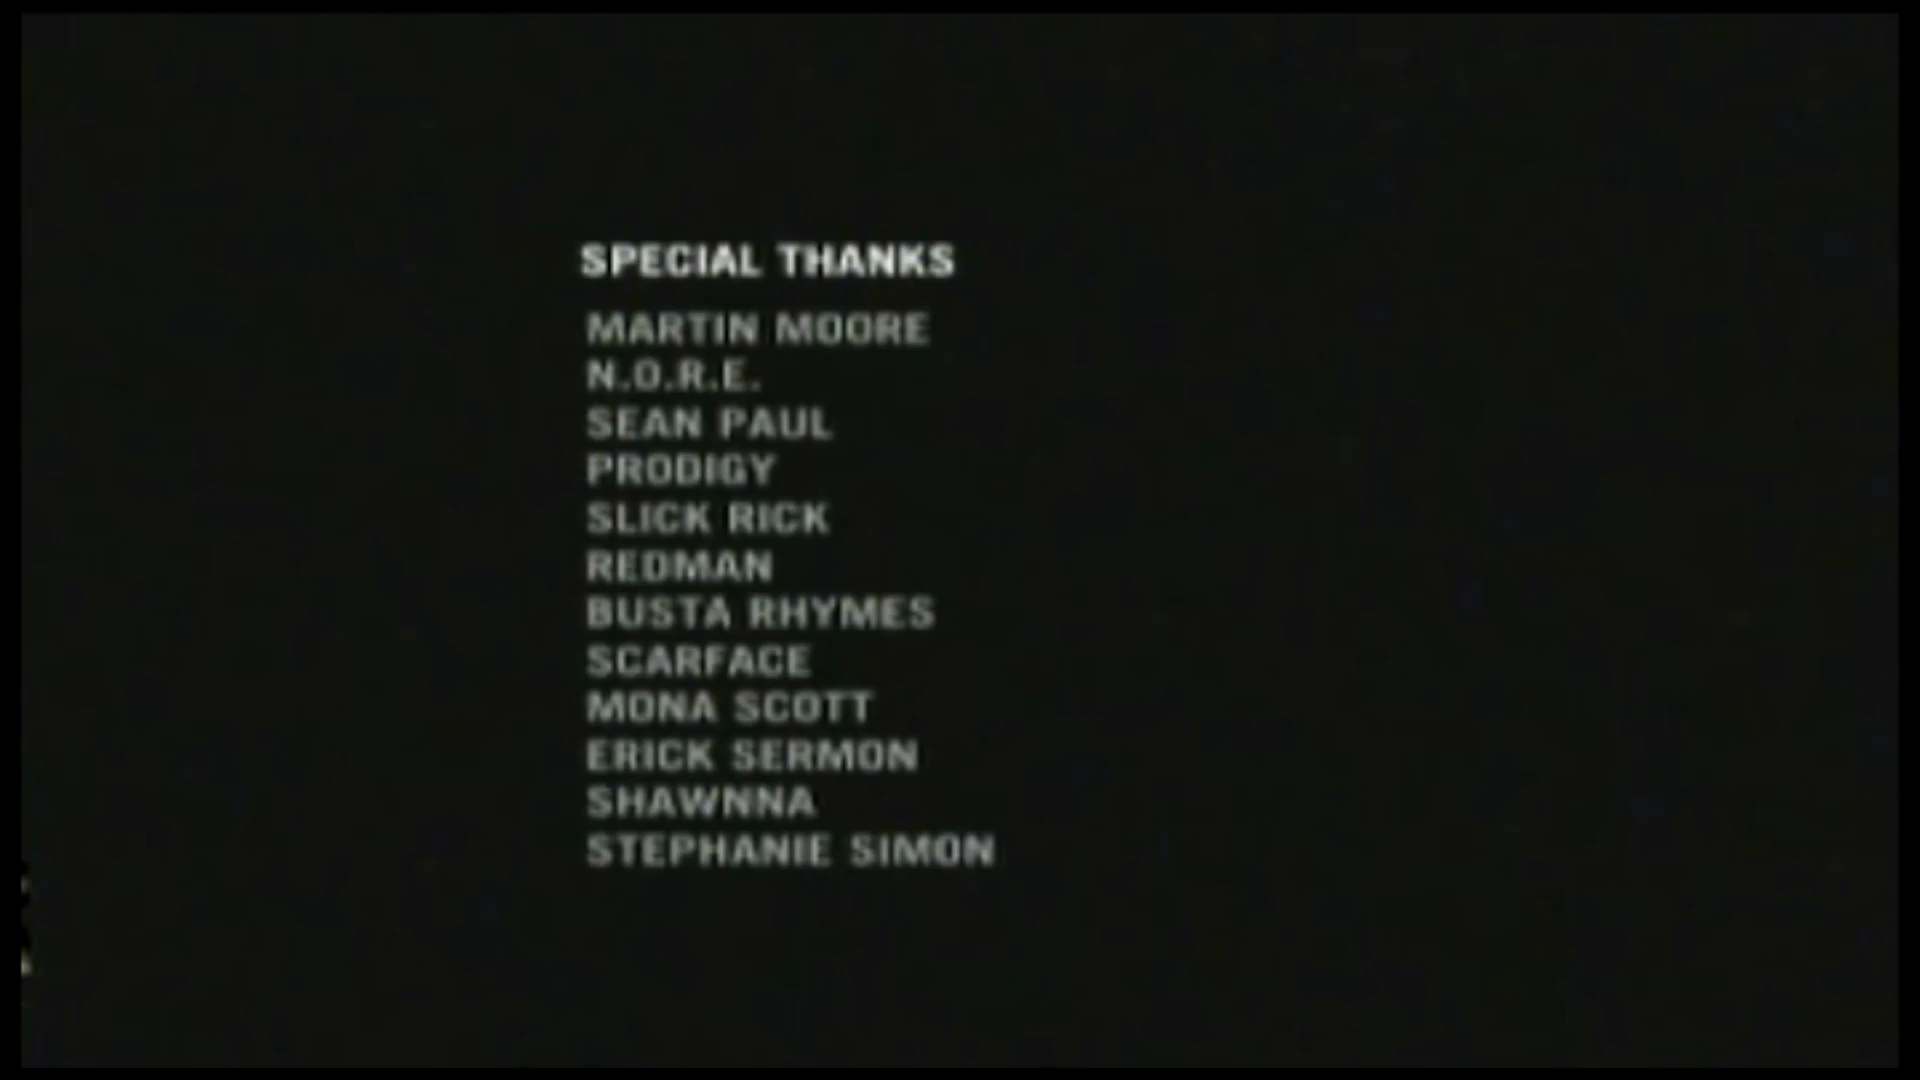 SPECIAL THANKS
MARTIN MOORE
N.O.R.E.
SEAN PAUL
PRODIGY
SLICK RICK
REDMAN
BUSTA RHYMES
SCARFACE
MONA SCOTT
ERICK SERMON
SHAWNNA
STEPHANIE SIMON